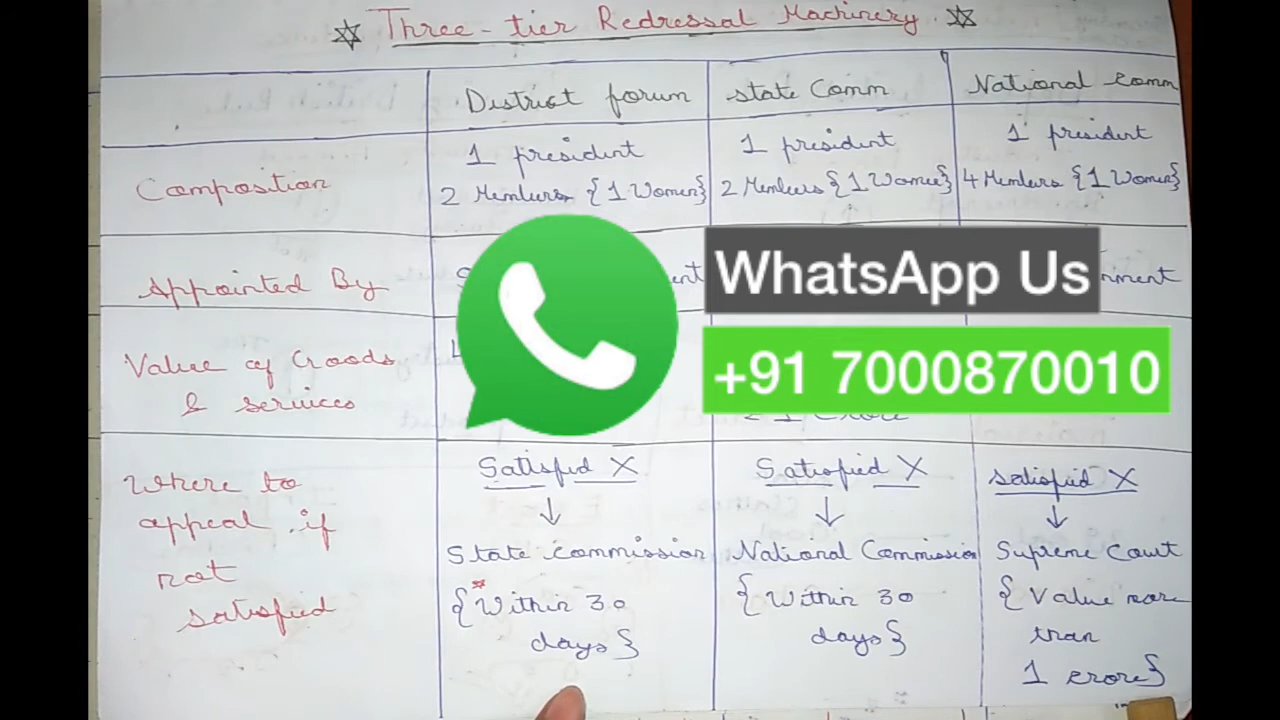 Three-tier Redressal Machinery
District forum
State Comm
National Comm
Composition
1 president
2 Members {1 Women}
1 president
2 Members {1 Women}
1 president
4 Members {1 Women}
Appointed By
WhatsApp Us
+91 7000870010
Value of Goods
& services
1 Crore
Where to
appeal if
not
satisfied
Satisfied X
State Commission
{*Within 30
days}
Satisfied X
National Commission
{Within 30
days}
Satisfied X
Supreme Court
{Value more
than
1 crore}